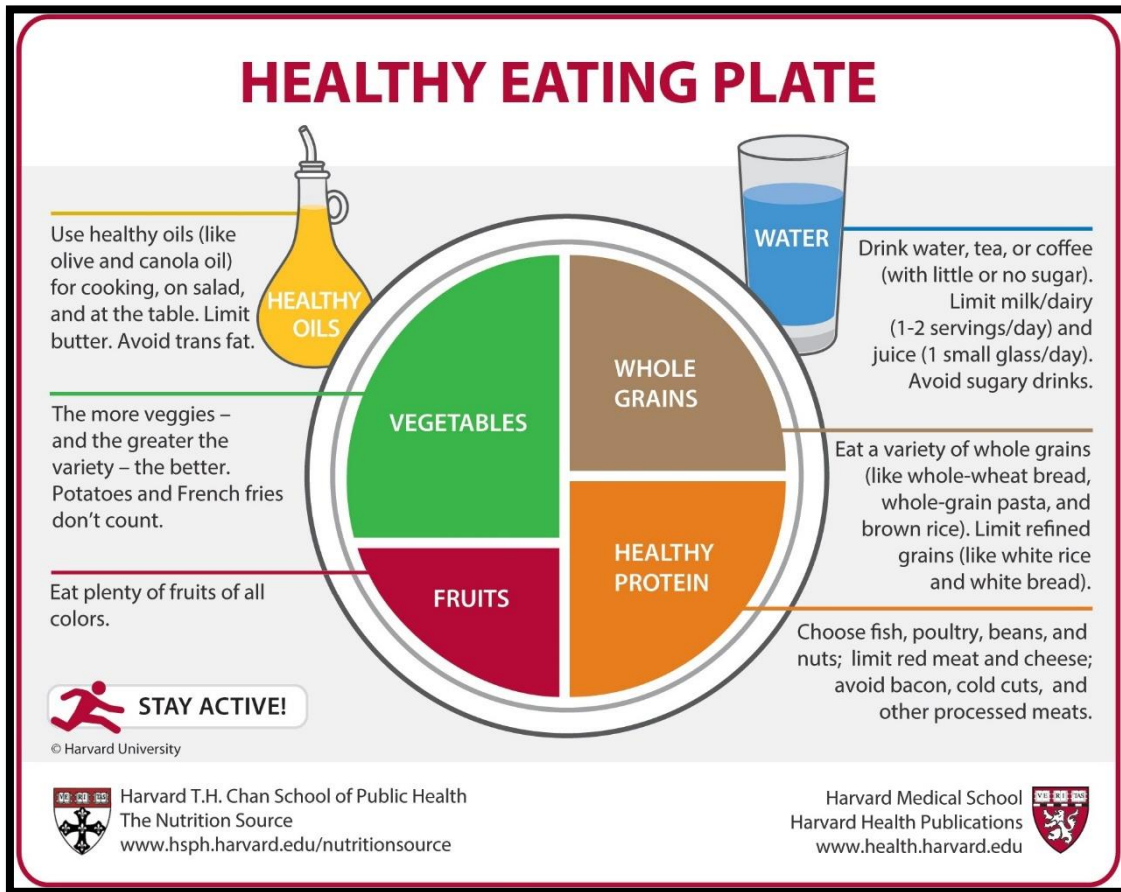 HEALTHY EATING PLATE
Use healthy oils (like
olive and canola oil)
for cooking, on salad,
and at the table. Limit
butter. Avoid trans fat.
HEALTHY
OILS
The more veggies –
and the greater the
variety – the better.
Potatoes and French fries
don’t count.
Eat plenty of fruits of all
colors.
VEGETABLES
FRUITS
WHOLE
GRAINS
HEALTHY
PROTEIN
WATER
Drink water, tea, or coffee
(with little or no sugar).
Limit milk/dairy
(1-2 servings/day) and
juice (1 small glass/day).
Avoid sugary drinks.
Eat a variety of whole grains
(like whole-wheat bread,
whole-grain pasta, and
brown rice). Limit refined
grains (like white rice
and white bread).
Choose fish, poultry, beans, and
nuts; limit red meat and cheese;
avoid bacon, cold cuts, and
other processed meats.
STAY ACTIVE!
© Harvard University
VE RI TAS
Harvard T.H. Chan School of Public Health
The Nutrition Source
www.hsph.harvard.edu/nutritionsource
Harvard Medical School
Harvard Health Publications
www.health.harvard.edu
VE RI TAS